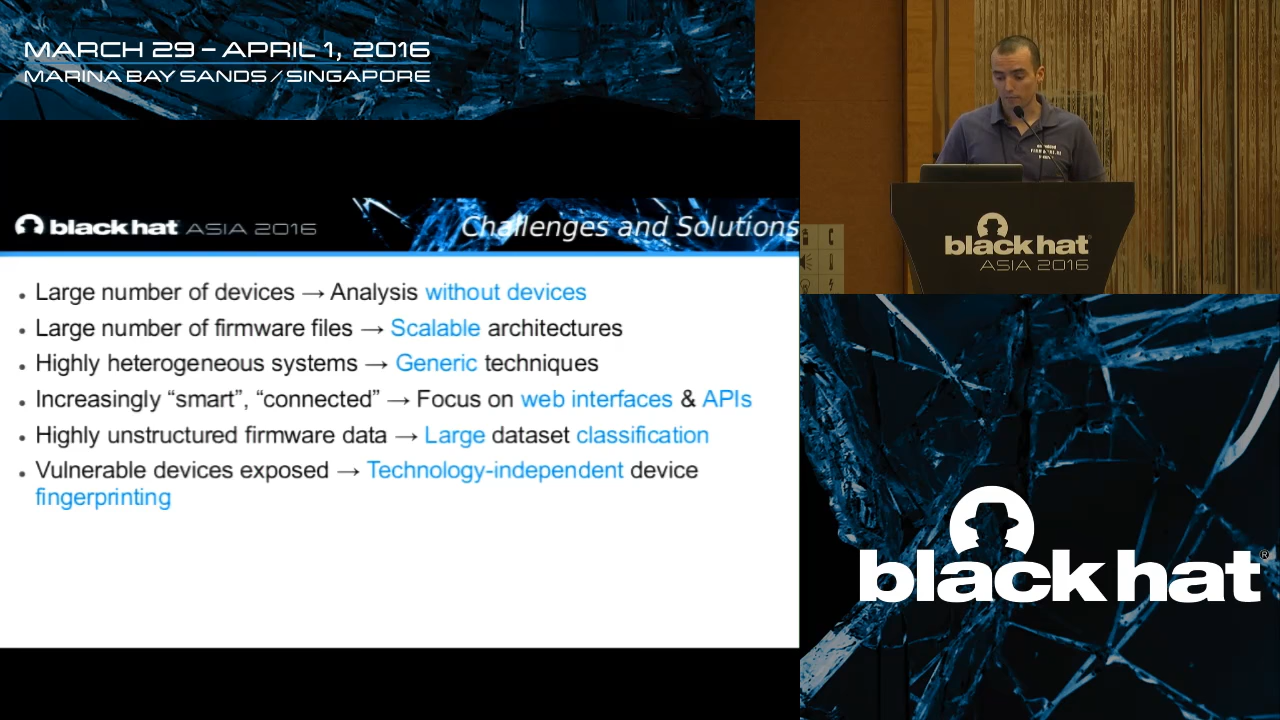 MARCH 29 – APRIL 1, 2016
MARINA BAY SANDS / SINGAPORE
black hat ASIA 2016
Challenges and Solutions
• Large number of devices → Analysis without devices
• Large number of firmware files → Scalable architectures
• Highly heterogeneous systems → Generic techniques
• Increasingly “smart”, “connected” → Focus on web interfaces & APIs
• Highly unstructured firmware data → Large dataset classification
• Vulnerable devices exposed → Technology-independent device
fingerprinting
black hat
ASIA 2016
black hat®